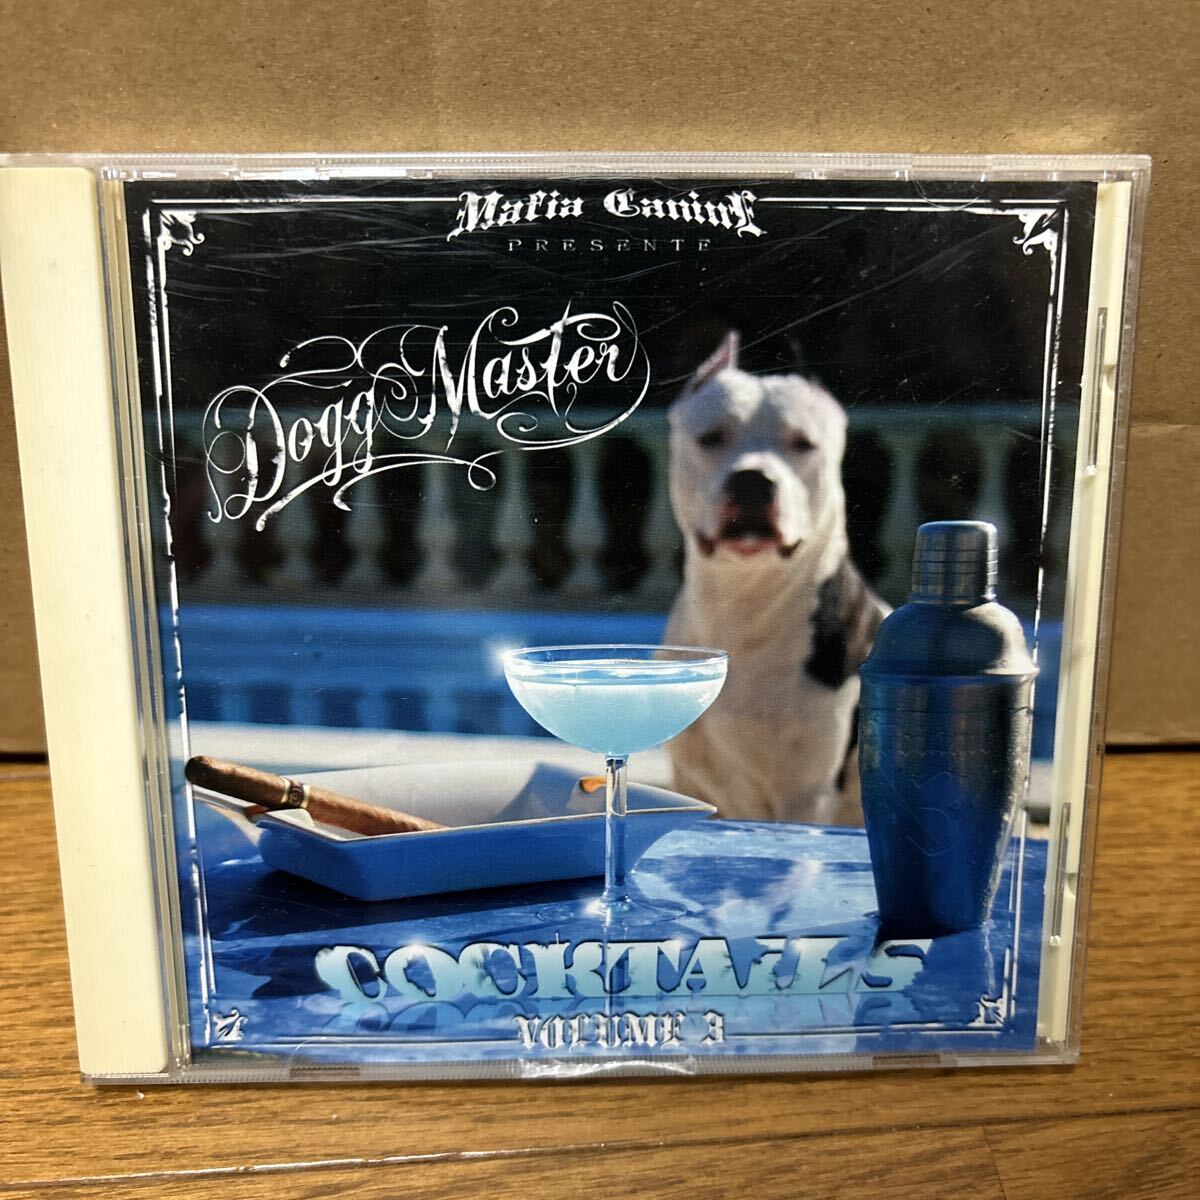 Mafia Canine
PRESENTE
Dogg Master
COCKTAiLS
VOLUME 3